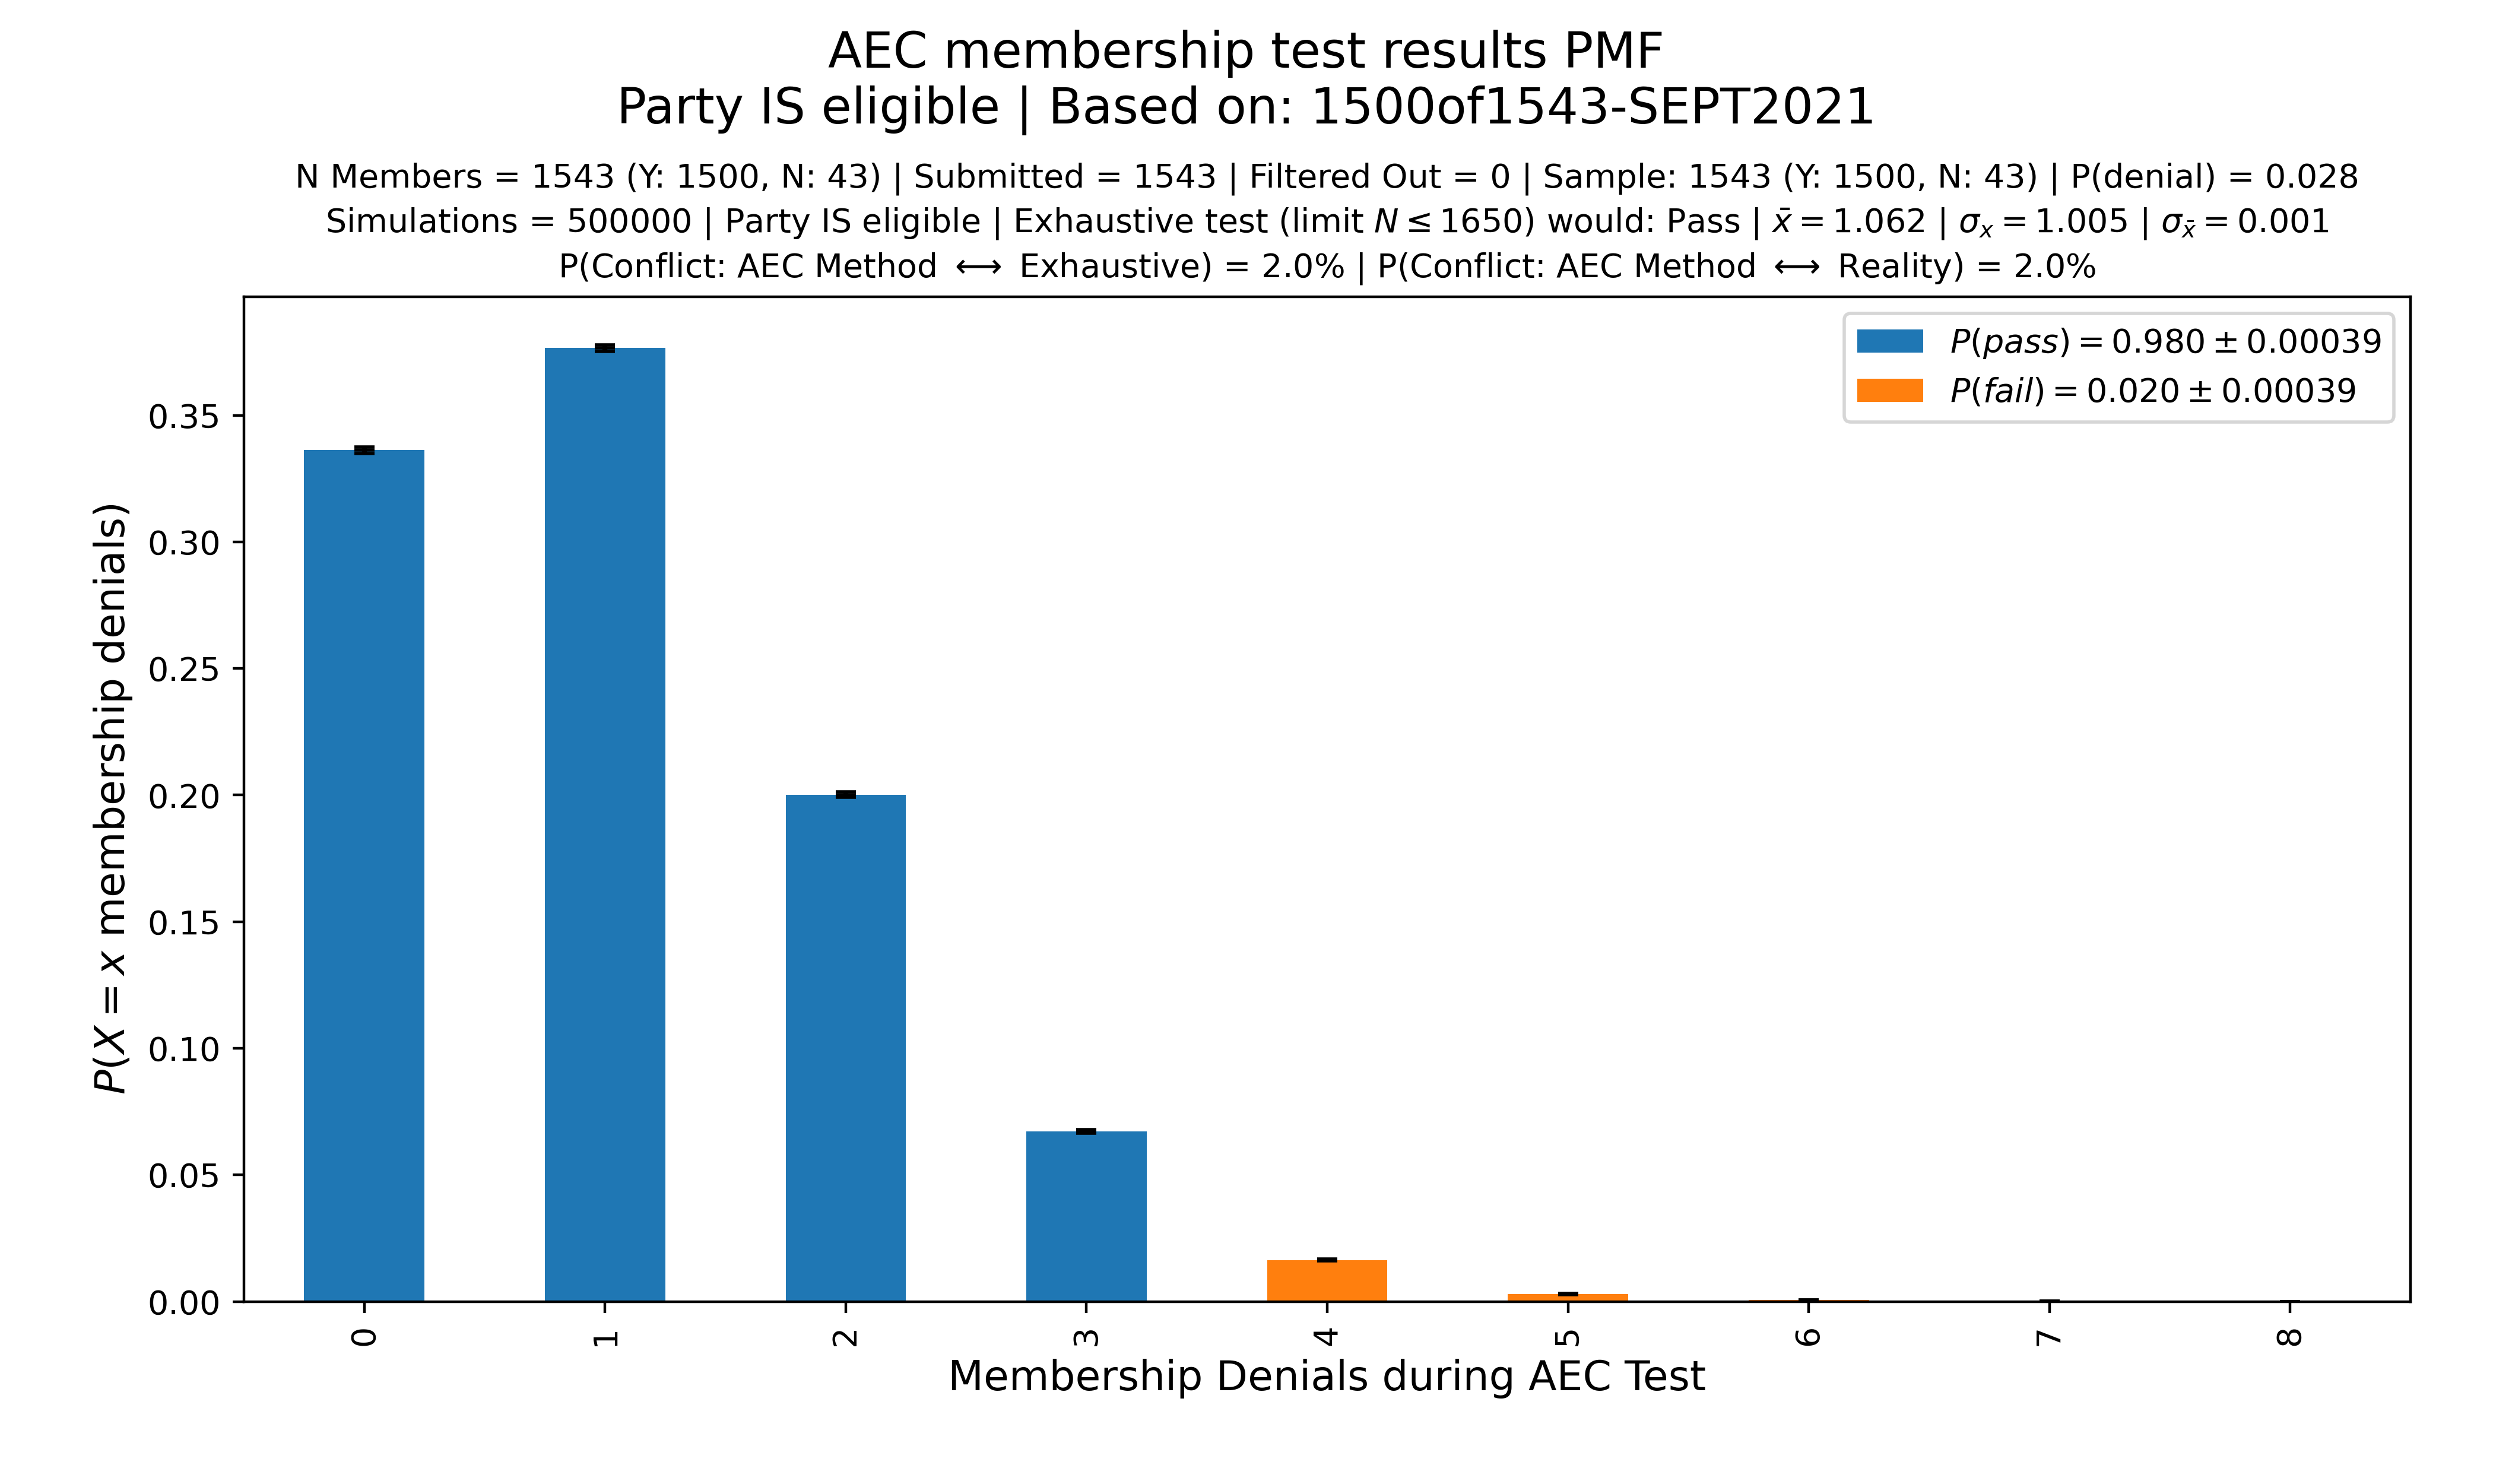 AEC membership test results PMF
Party IS eligible | Based on: 1500of1543-SEPT2021
N Members = 1543 (Y: 1500, N: 43) | Submitted = 1543 | Filtered Out = 0 | Sample: 1543 (Y: 1500, N: 43) | P(denial) = 0.028
Simulations = 500000 | Party IS eligible | Exhaustive test (limit N ≤ 1650) would: Pass | x̄ = 1.062 | σₓ = 1.005 | σ_x̄ = 0.001
P(Conflict: AEC Method ⟷ Exhaustive) = 2.0% | P(Conflict: AEC Method ⟷ Reality) = 2.0%
P(pass) = 0.980 ± 0.00039
P(fail) = 0.020 ± 0.00039
P(X = x membership denials)
0.35
0.30
0.25
0.20
0.15
0.10
0.05
0.00
0 1 2 3 4 5 6 7 8
Membership Denials during AEC Test